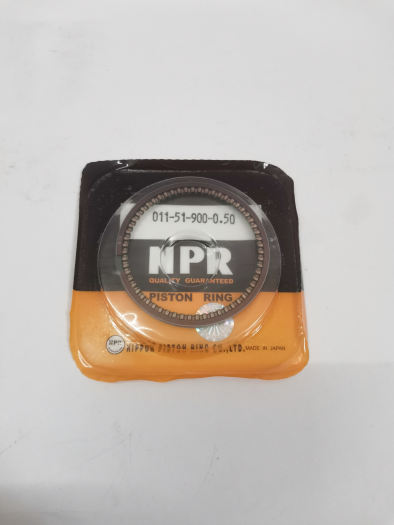 011-51-900-0.50
NPR
QUALITY GUARANTEED
PISTON RING
NPR NIPPON PISTON RING CO.,LTD. MADE IN JAPAN